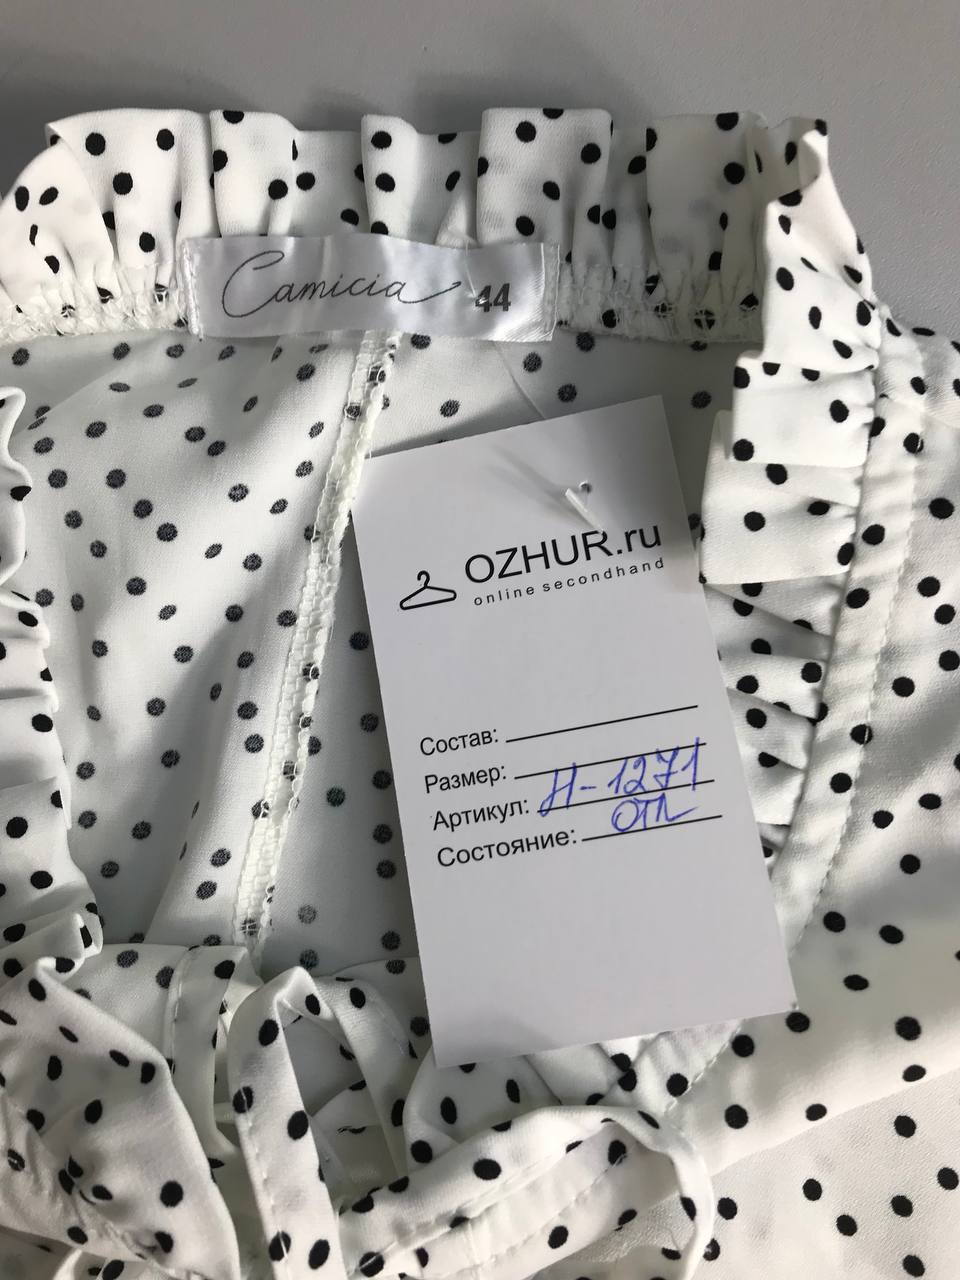 Camicia 44
OZHUR.ru
online secondhand
Состав:
Размер:
Артикул: Н-1271
Состояние: отл